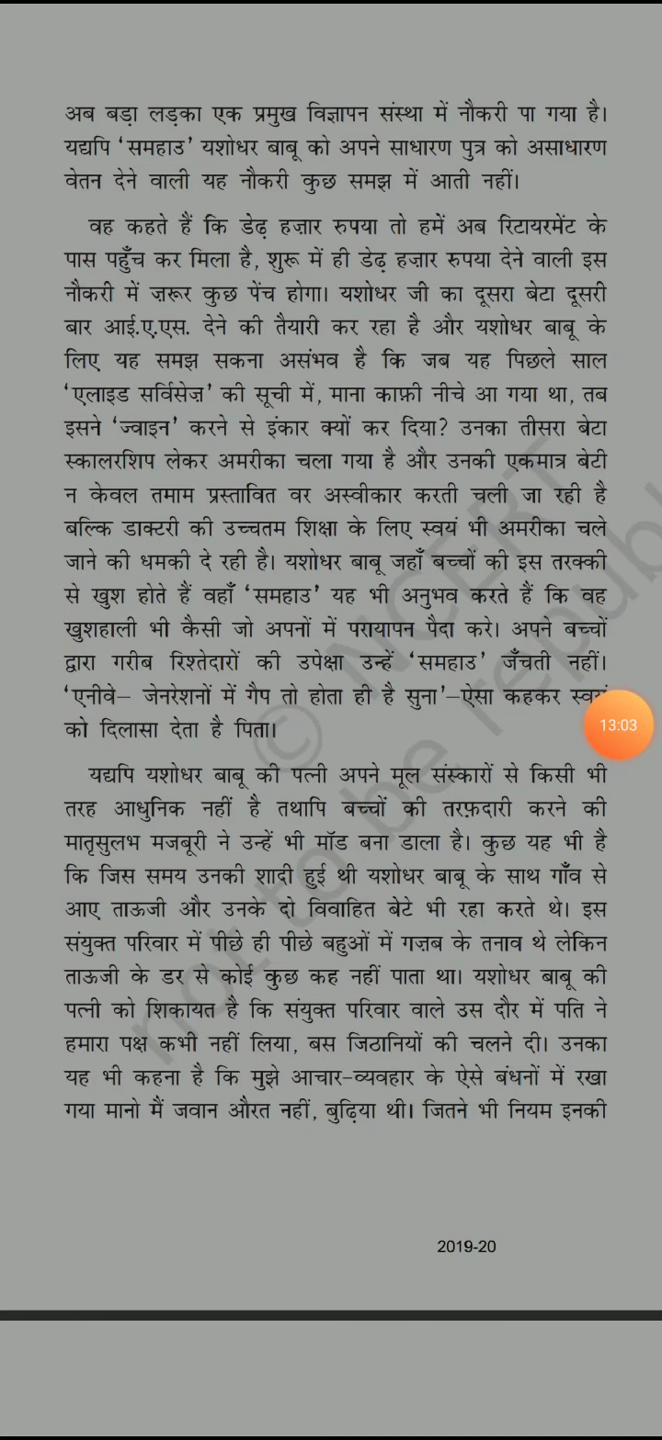 अब बड़ा लड़का एक प्रमुख विज्ञापन संस्था में नौकरी पा गया है।
यद्यपि ‘समहाउ’ यशोधर बाबू को अपने साधारण पुत्र को असाधारण
वेतन देने वाली यह नौकरी कुछ समझ में आती नहीं।
वह कहते हैं कि डेढ़ हज़ार रुपया तो हमें अब रिटायरमेंट के
पास पहुँच कर मिला है, शुरू में ही डेढ़ हज़ार रुपया देने वाली इस
नौकरी में ज़रूर कुछ पेंच होगा। यशोधर जी का दूसरा बेटा दूसरी
बार आई.ए.एस. देने की तैयारी कर रहा है और यशोधर बाबू के
लिए यह समझ सकना असंभव है कि जब यह पिछले साल
‘एलाइड सर्विसेज़’ की सूची में, माना काफ़ी नीचे आ गया था, तब
इसने ‘ज्वाइन’ करने से इंकार क्यों कर दिया? उनका तीसरा बेटा
स्कालरशिप लेकर अमरीका चला गया है और उनकी एकमात्र बेटी
न केवल तमाम प्रस्तावित वर अस्वीकार करती चली जा रही है
बल्कि डाक्टरी की उच्चतम शिक्षा के लिए स्वयं भी अमरीका चले
जाने की धमकी दे रही है। यशोधर बाबू जहाँ बच्चों की इस तरक्की
से खुश होते हैं वहाँ ‘समहाउ’ यह भी अनुभव करते हैं कि वह
खुशहाली भी कैसी जो अपनों में परायापन पैदा करे। अपने बच्चों
द्वारा गरीब रिश्तेदारों की उपेक्षा उन्हें ‘समहाउ’ जँचती नहीं।
‘एनीवे– जेनरेशनों में गैप तो होता ही है सुना’–ऐसा कहकर स्वयं
13:03
को दिलासा देता है पिता।
यद्यपि यशोधर बाबू की पत्नी अपने मूल संस्कारों से किसी भी
तरह आधुनिक नहीं है तथापि बच्चों की तरफ़दारी करने की
मातृसुलभ मजबूरी ने उन्हें भी मॉड बना डाला है। कुछ यह भी है
कि जिस समय उनकी शादी हुई थी यशोधर बाबू के साथ गाँव से
आए ताऊजी और उनके दो विवाहित बेटे भी रहा करते थे। इस
संयुक्त परिवार में पीछे ही पीछे बहुओं में गज़ब के तनाव थे लेकिन
ताऊजी के डर से कोई कुछ कह नहीं पाता था। यशोधर बाबू की
पत्नी को शिकायत है कि संयुक्त परिवार वाले उस दौर में पति ने
हमारा पक्ष कभी नहीं लिया, बस जिठानियों की चलने दी। उनका
यह भी कहना है कि मुझे आचार-व्यवहार के ऐसे बंधनों में रखा
गया मानो मैं जवान औरत नहीं, बुढ़िया थी। जितने भी नियम इनकी
© NCERT
not to be republ
2019-20